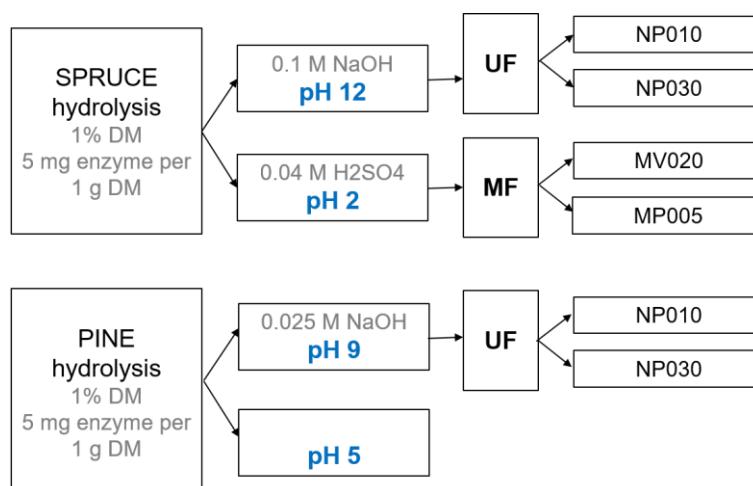 SPRUCE
hydrolysis
1% DM
5 mg enzyme per
1 g DM
0.1 M NaOH
pH 12
UF
NP010
NP030
0.04 M H2SO4
pH 2
MF
MV020
MP005
PINE
hydrolysis
1% DM
5 mg enzyme per
1 g DM
0.025 M NaOH
pH 9
UF
NP010
NP030
pH 5